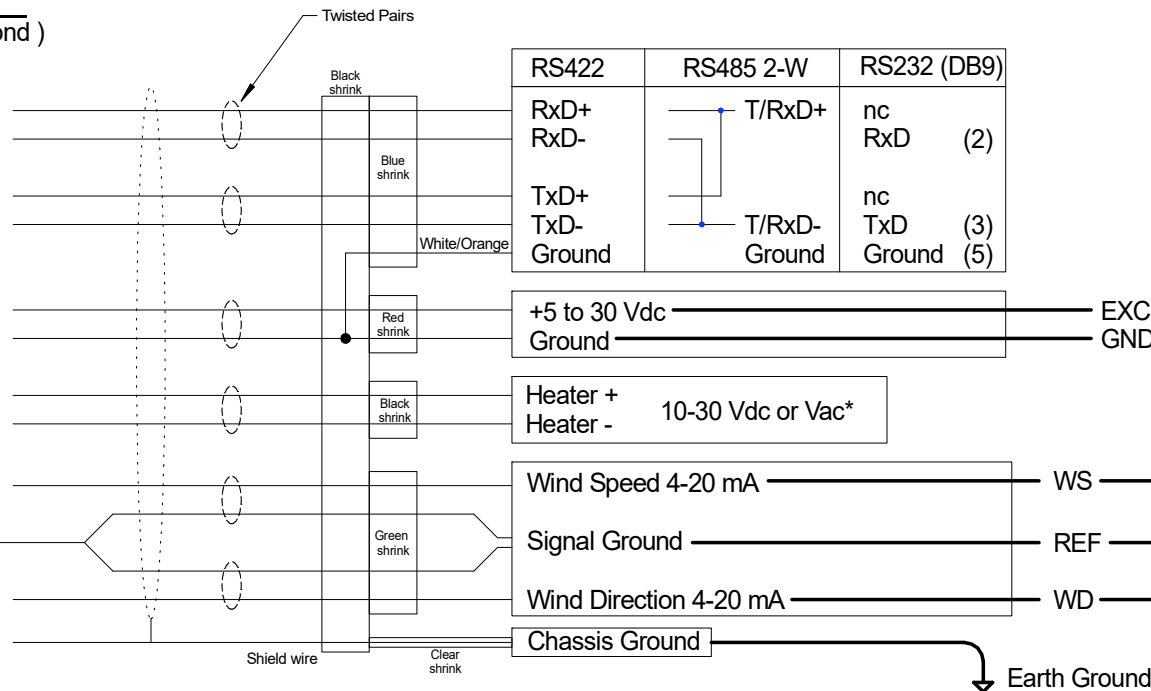 ond )
Twisted Pairs
Black
shrink
RS422 RS485 2-W RS232 (DB9)
RxD+ T/RxD+ nc
RxD- RxD (2)
Blue
shrink
TxD+ nc
TxD- T/RxD- TxD (3)
White/Orange Ground Ground Ground (5)
Red
shrink
+5 to 30 Vdc EXC
Ground GND
Black
shrink
Heater +
Heater -
10-30 Vdc or Vac*
Wind Speed 4-20 mA WS
Green
shrink
Signal Ground REF
Wind Direction 4-20 mA WD
Chassis Ground
Shield wire
Clear
shrink
Earth Ground